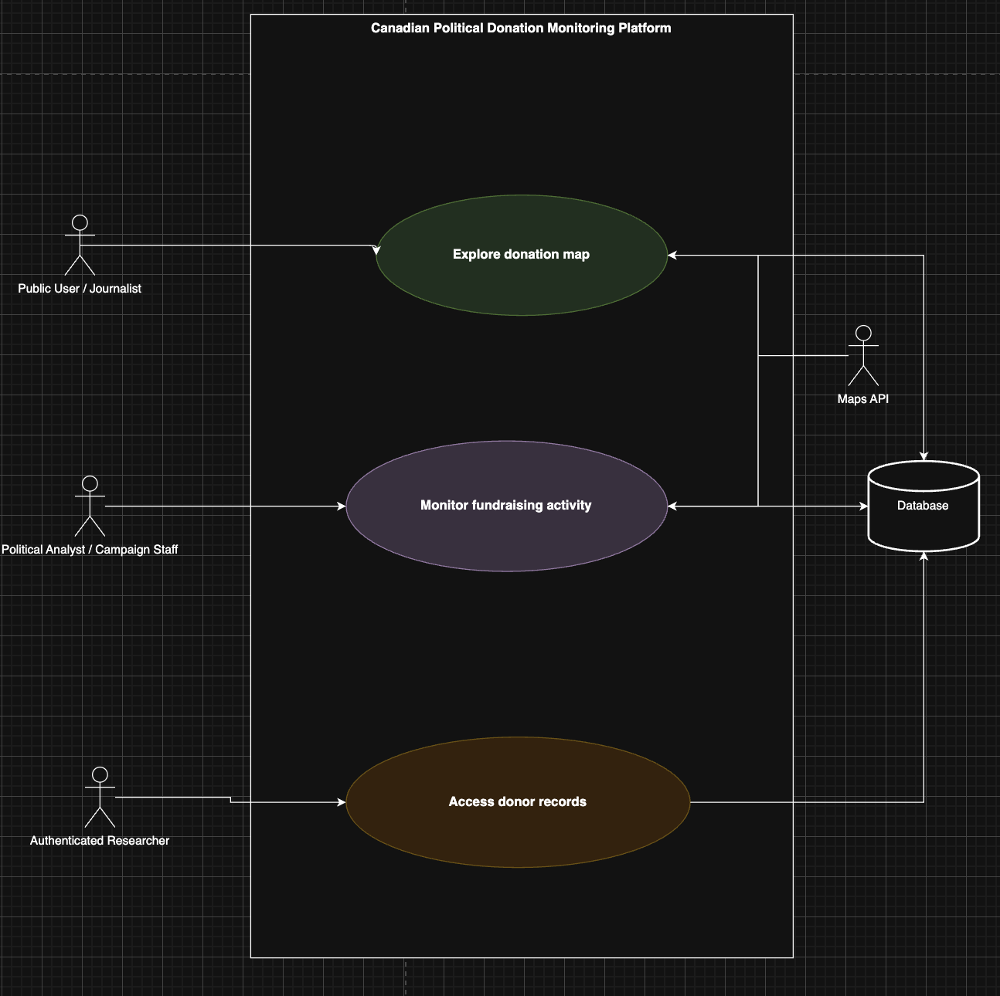 Canadian Political Donation Monitoring Platform
Explore donation map
Public User / Journalist
Maps API
Monitor fundraising activity
Database
Political Analyst / Campaign Staff
Access donor records
Authenticated Researcher